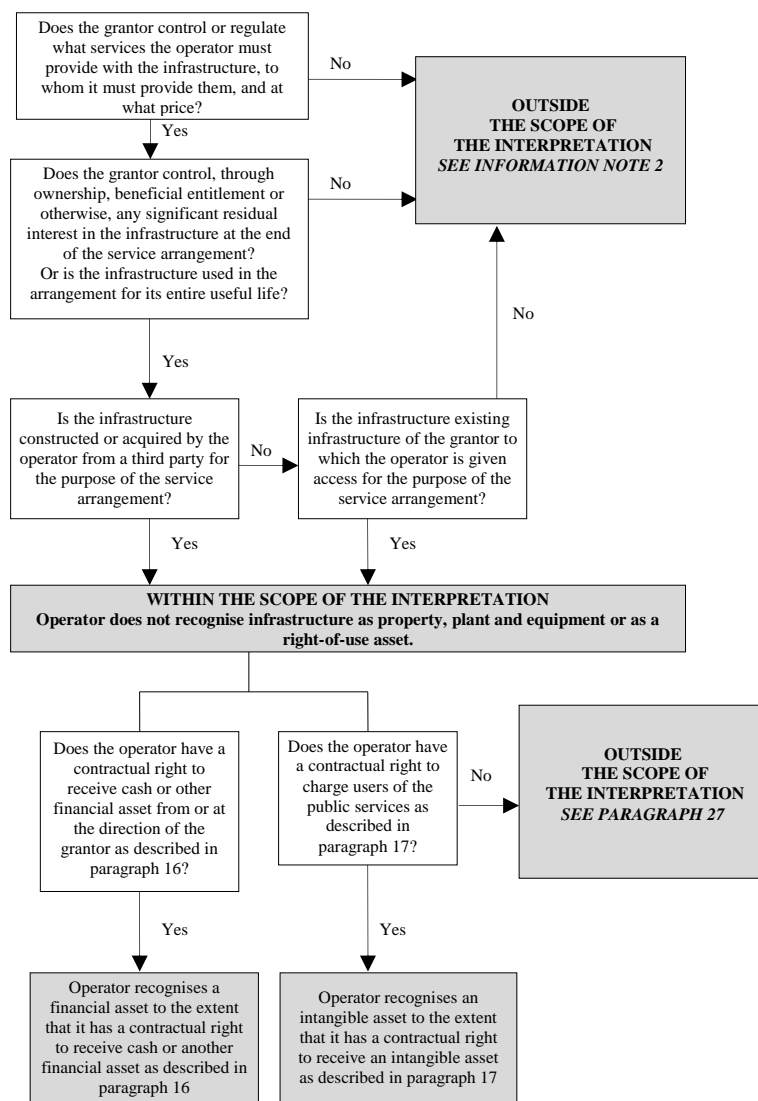 Does the grantor control or regulate
what services the operator must
provide with the infrastructure, to
whom it must provide them, and at
what price?
No
OUTSIDE
THE SCOPE OF
THE INTERPRETATION
SEE INFORMATION NOTE 2
Yes
Does the grantor control, through
ownership, beneficial entitlement or
otherwise, any significant residual
interest in the infrastructure at the end
of the service arrangement?
Or is the infrastructure used in the
arrangement for its entire useful life?
No
No
Yes
Is the infrastructure
constructed or acquired by the
operator from a third party for
the purpose of the service
arrangement?
No
Is the infrastructure existing
infrastructure of the grantor to
which the operator is given
access for the purpose of the
service arrangement?
Yes
Yes
WITHIN THE SCOPE OF THE INTERPRETATION
Operator does not recognise infrastructure as property, plant and equipment or as a
right-of-use asset.
Does the operator have a
contractual right to
receive cash or other
financial asset from or at
the direction of the
grantor as described in
paragraph 16?
Does the operator have
a contractual right to
charge users of the
public services as
described in
paragraph 17?
No
OUTSIDE
THE SCOPE OF
THE INTERPRETATION
SEE PARAGRAPH 27
Yes
Yes
Operator recognises a
financial asset to the extent
that it has a contractual right
to receive cash or another
financial asset as described in
paragraph 16
Operator recognises an
intangible asset to the extent
that it has a contractual right
to receive an intangible asset
as described in paragraph 17